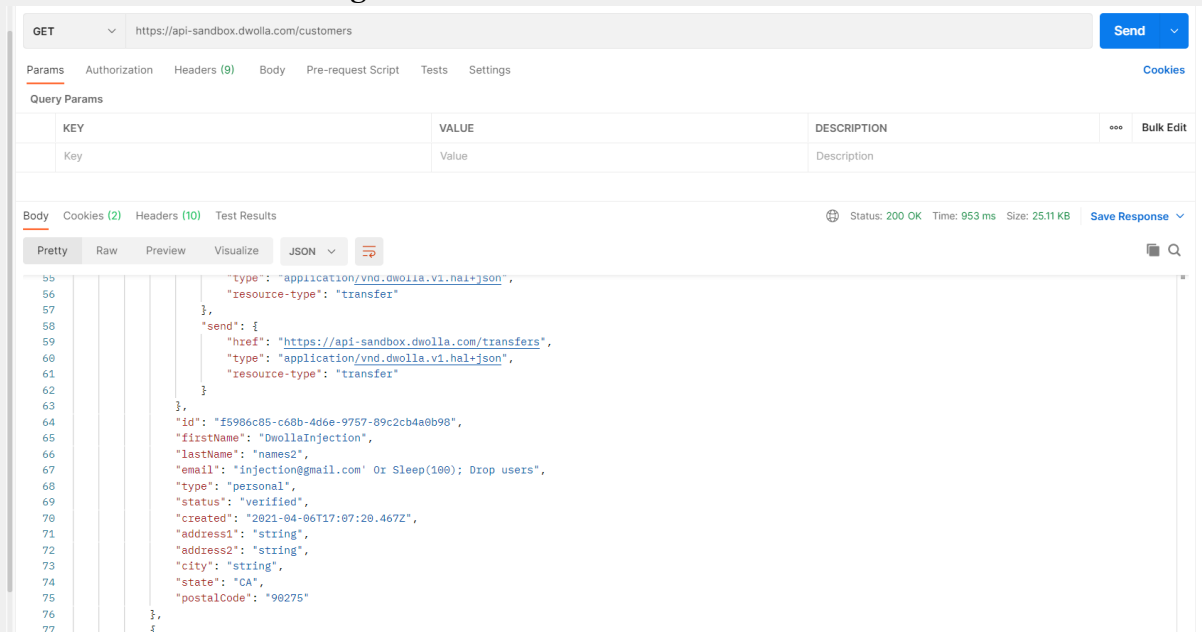 g
GET https://api-sandbox.dwolla.com/customers Send
Params Authorization Headers (9) Body Pre-request Script Tests Settings Cookies
Query Params
KEY VALUE DESCRIPTION ooo Bulk Edit
Key Value Description
Body Cookies (2) Headers (10) Test Results Status: 200 OK Time: 953 ms Size: 25.11 KB Save Response
Pretty Raw Preview Visualize JSON
55 "type": "application/vnd.dwolla.v1.hal+json",
56 "resource-type": "transfer"
57 },
58 "send": {
59 "href": "https://api-sandbox.dwolla.com/transfers",
60 "type": "application/vnd.dwolla.v1.hal+json",
61 "resource-type": "transfer"
62 }
63 },
64 "id": "f5986c85-c68b-4d6e-9757-89c2cb4a0b98",
65 "firstName": "DwollaInjection",
66 "lastName": "names2",
67 "email": "injection@gmail.com' Or Sleep(100); Drop users",
68 "type": "personal",
69 "status": "verified",
70 "created": "2021-04-06T17:07:20.467Z",
71 "address1": "string",
72 "address2": "string",
73 "city": "string",
74 "state": "CA",
75 "postalCode": "90275"
76 },
77 {